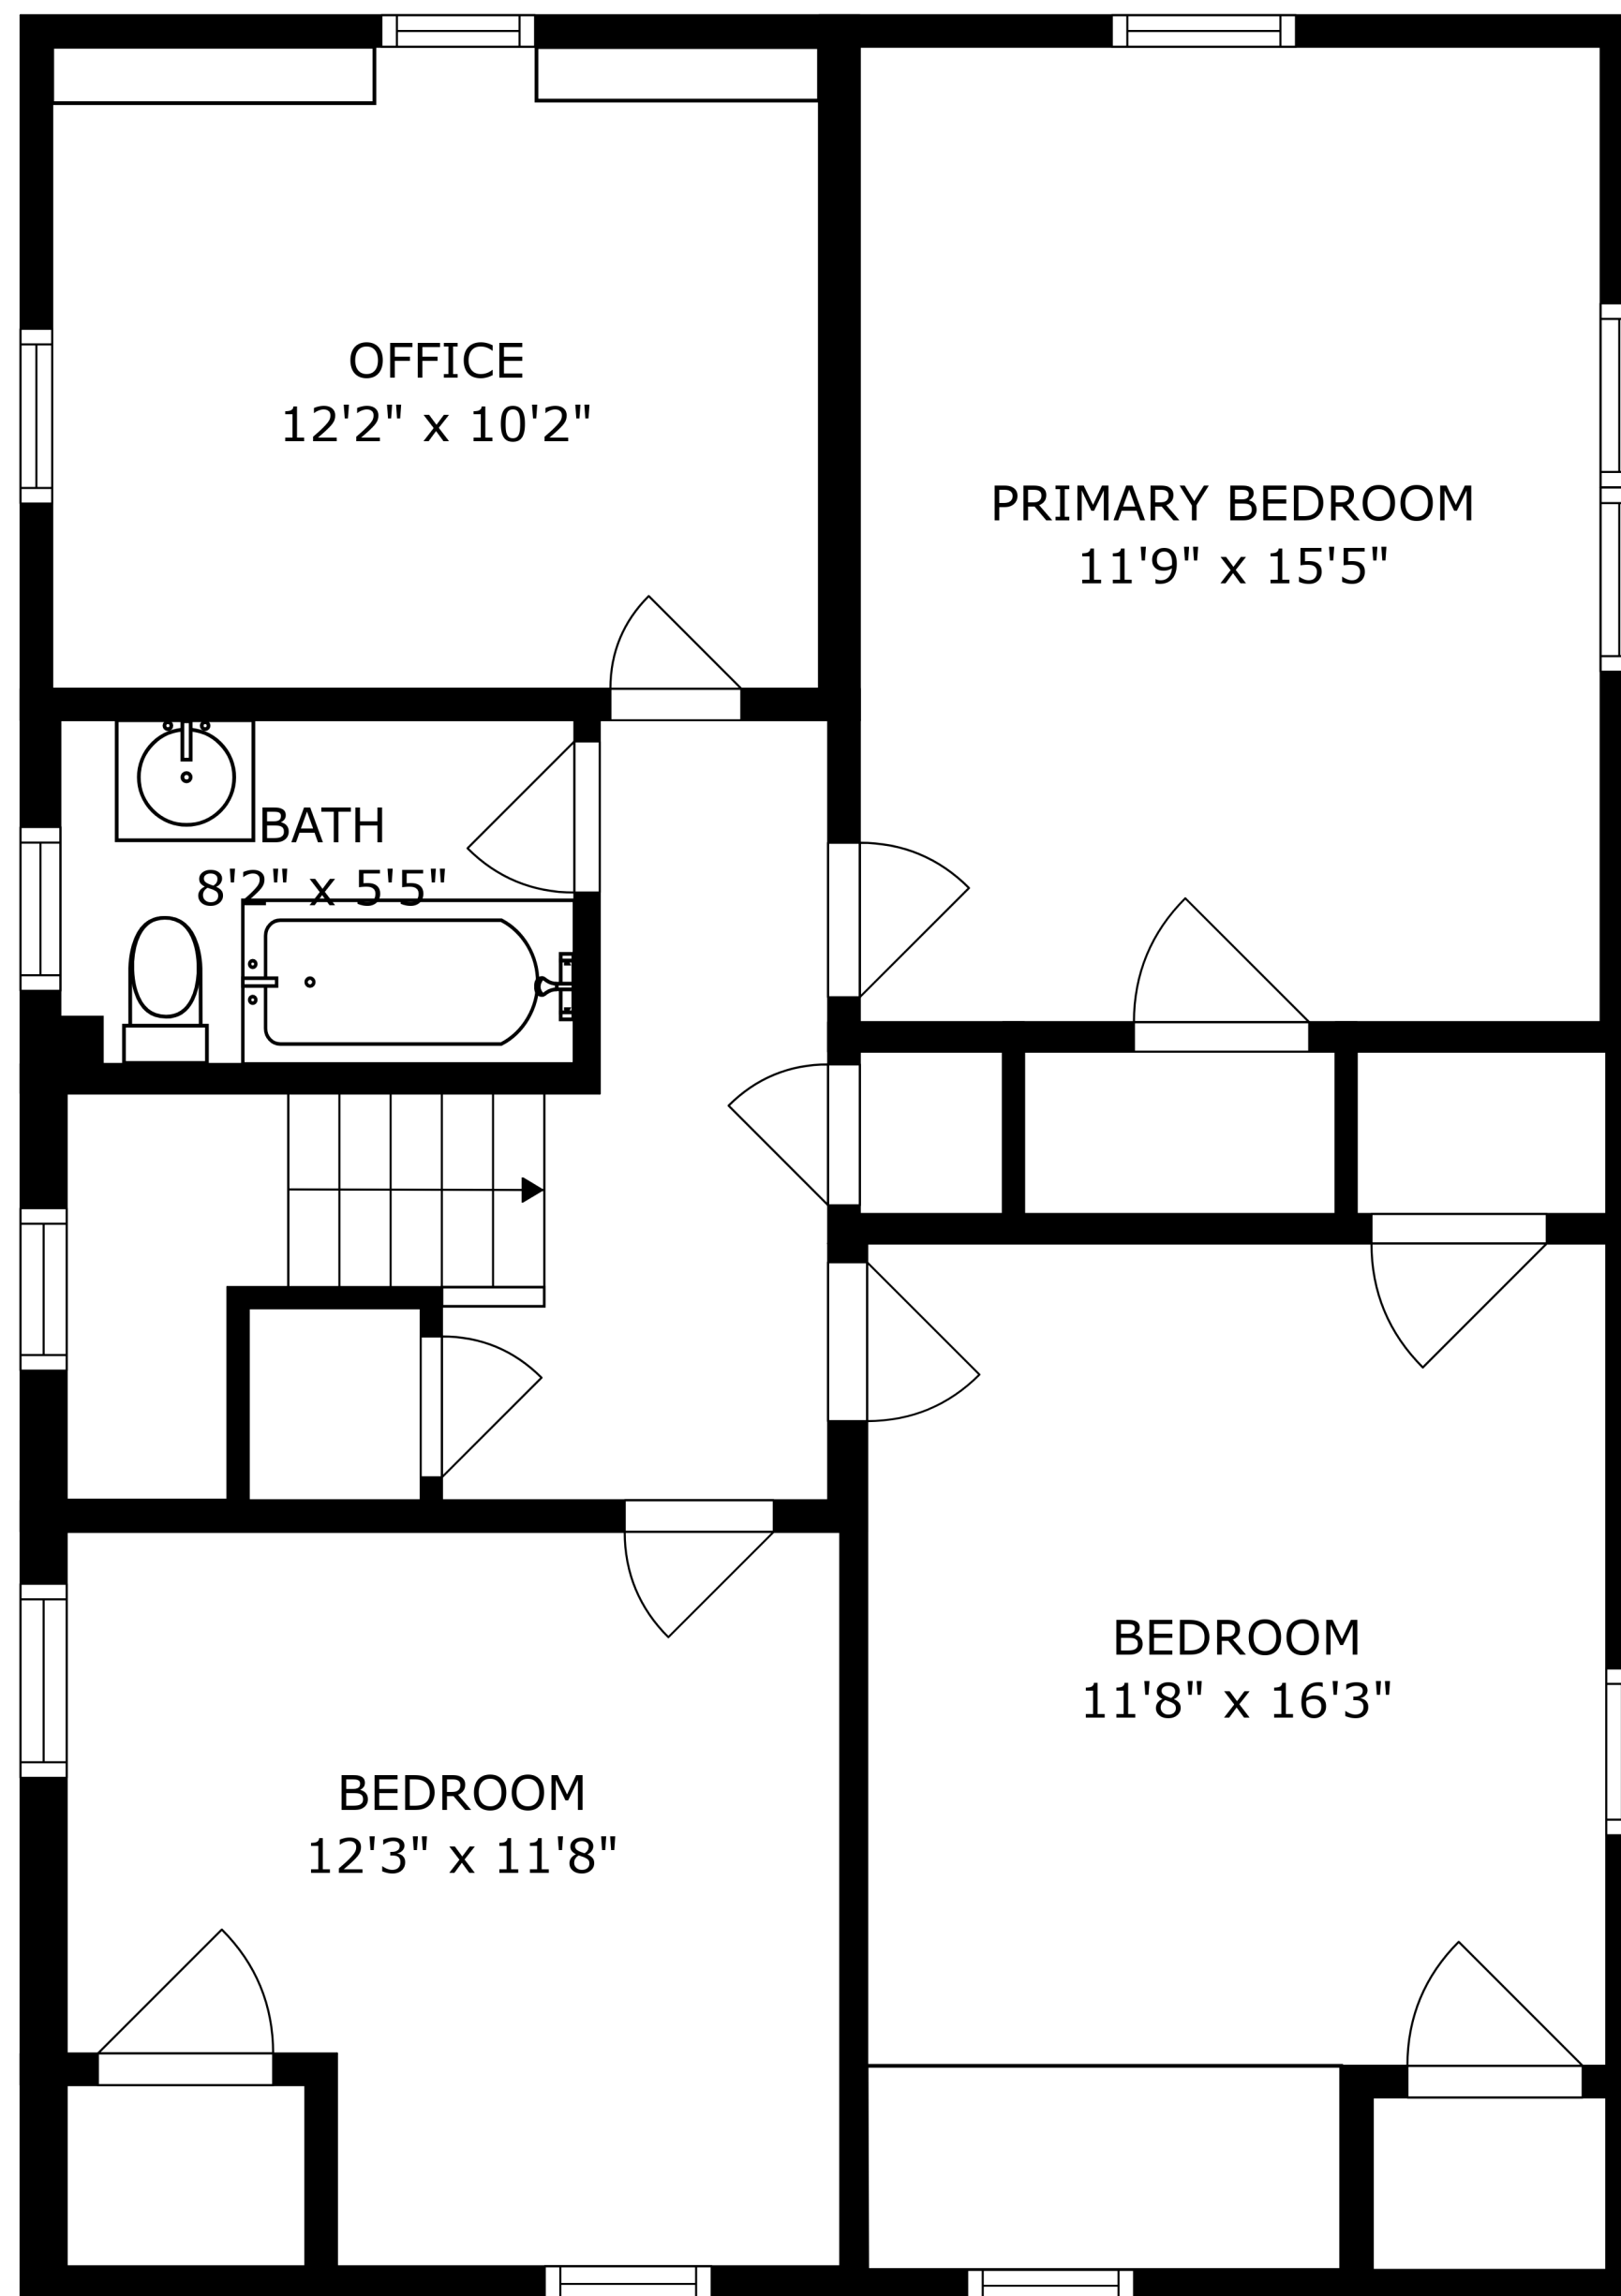 OFFICE
12'2" x 10'2"
PRIMARY BEDROOM
11'9" x 15'5"
BATH
8'2" x 5'5"
BEDROOM
11'8" x 16'3"
BEDROOM
12'3" x 11'8"